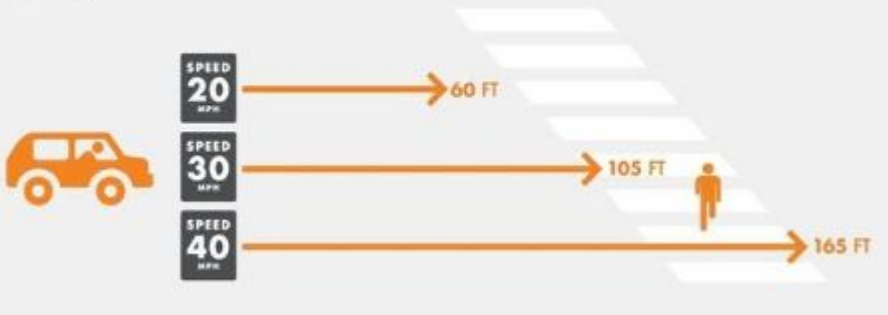 SPEED
20
MPH
60 FT
SPEED
30
MPH
105 FT
SPEED
40
MPH
165 FT